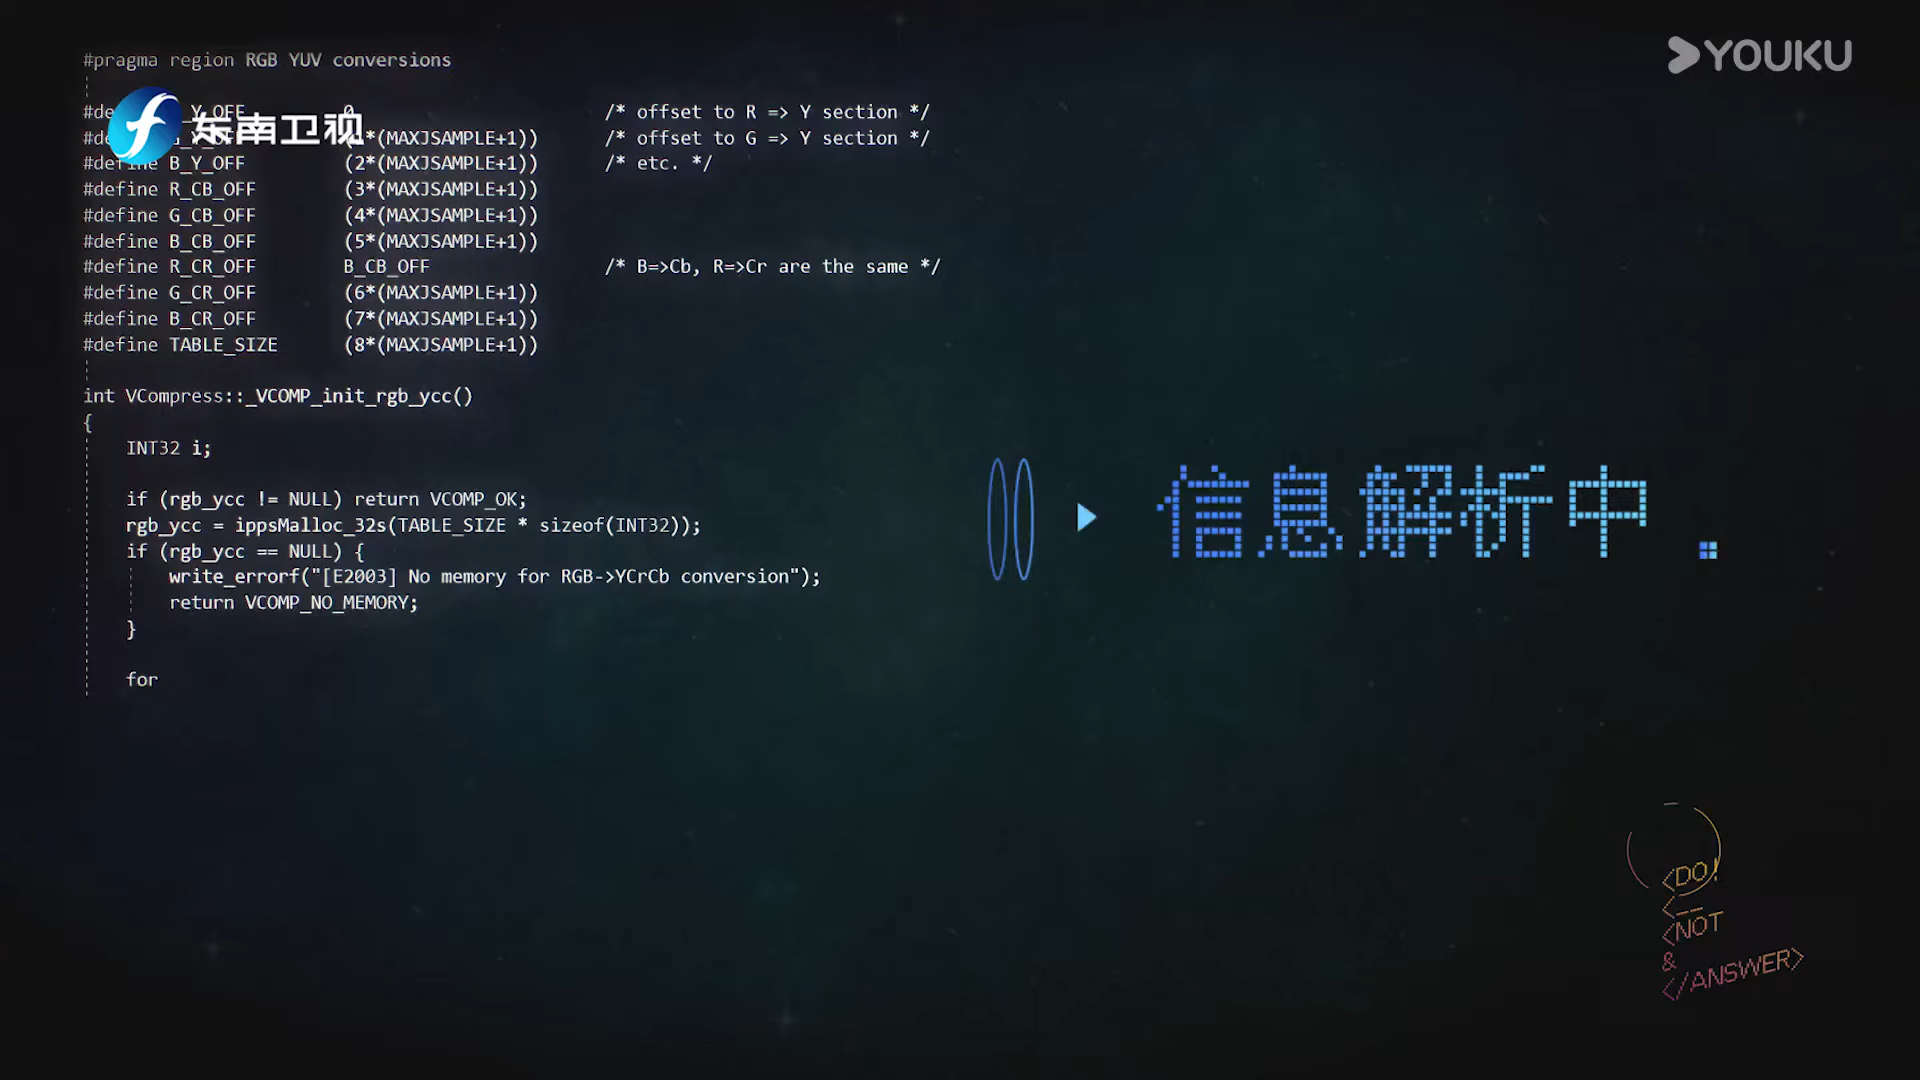 #pragma region RGB YUV conversions
YOUKU
东南卫视
Y_OFF 0 /* offset to R => Y section */
*(MAXJSAMPLE+1)) /* offset to G => Y section */
#define B_Y_OFF (2*(MAXJSAMPLE+1)) /* etc. */
#define R_CB_OFF (3*(MAXJSAMPLE+1))
#define G_CB_OFF (4*(MAXJSAMPLE+1))
#define B_CB_OFF (5*(MAXJSAMPLE+1))
#define R_CR_OFF B_CB_OFF /* B=>Cb, R=>Cr are the same */
#define G_CR_OFF (6*(MAXJSAMPLE+1))
#define B_CR_OFF (7*(MAXJSAMPLE+1))
#define TABLE_SIZE (8*(MAXJSAMPLE+1))
int VCompress::_VCOMP_init_rgb_ycc()
{
INT32 i;
if (rgb_ycc != NULL) return VCOMP_OK;
rgb_ycc = ippsMalloc_32s(TABLE_SIZE * sizeof(INT32));
if (rgb_ycc == NULL) {
write_errorf("[E2003] No memory for RGB->YCrCb conversion");
return VCOMP_NO_MEMORY;
}
for
信息解析中.
<DO!
<__
<NOT
&
</ANSWER>